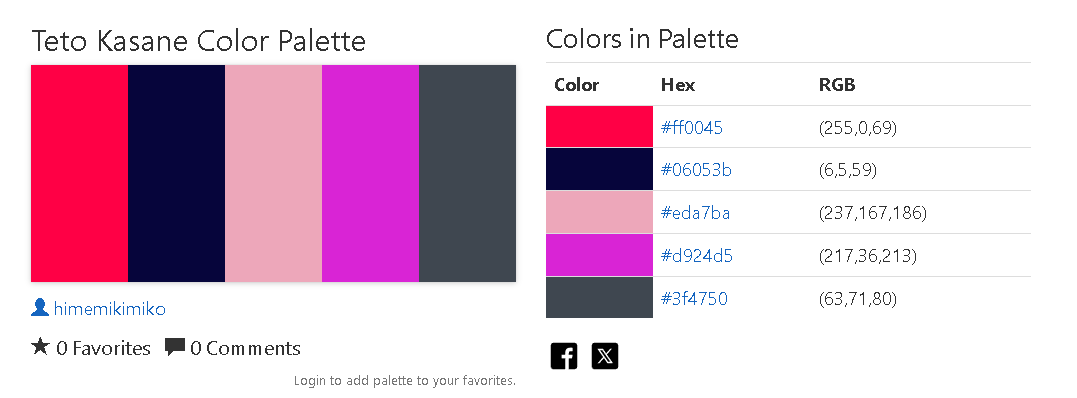 Teto Kasane Color Palette
himemikimiko
0 Favorites 0 Comments
Login to add palette to your favorites.
Colors in Palette
Color Hex RGB
#ff0045 (255,0,69)
#06053b (6,5,59)
#eda7ba (237,167,186)
#d924d5 (217,36,213)
#3f4750 (63,71,80)